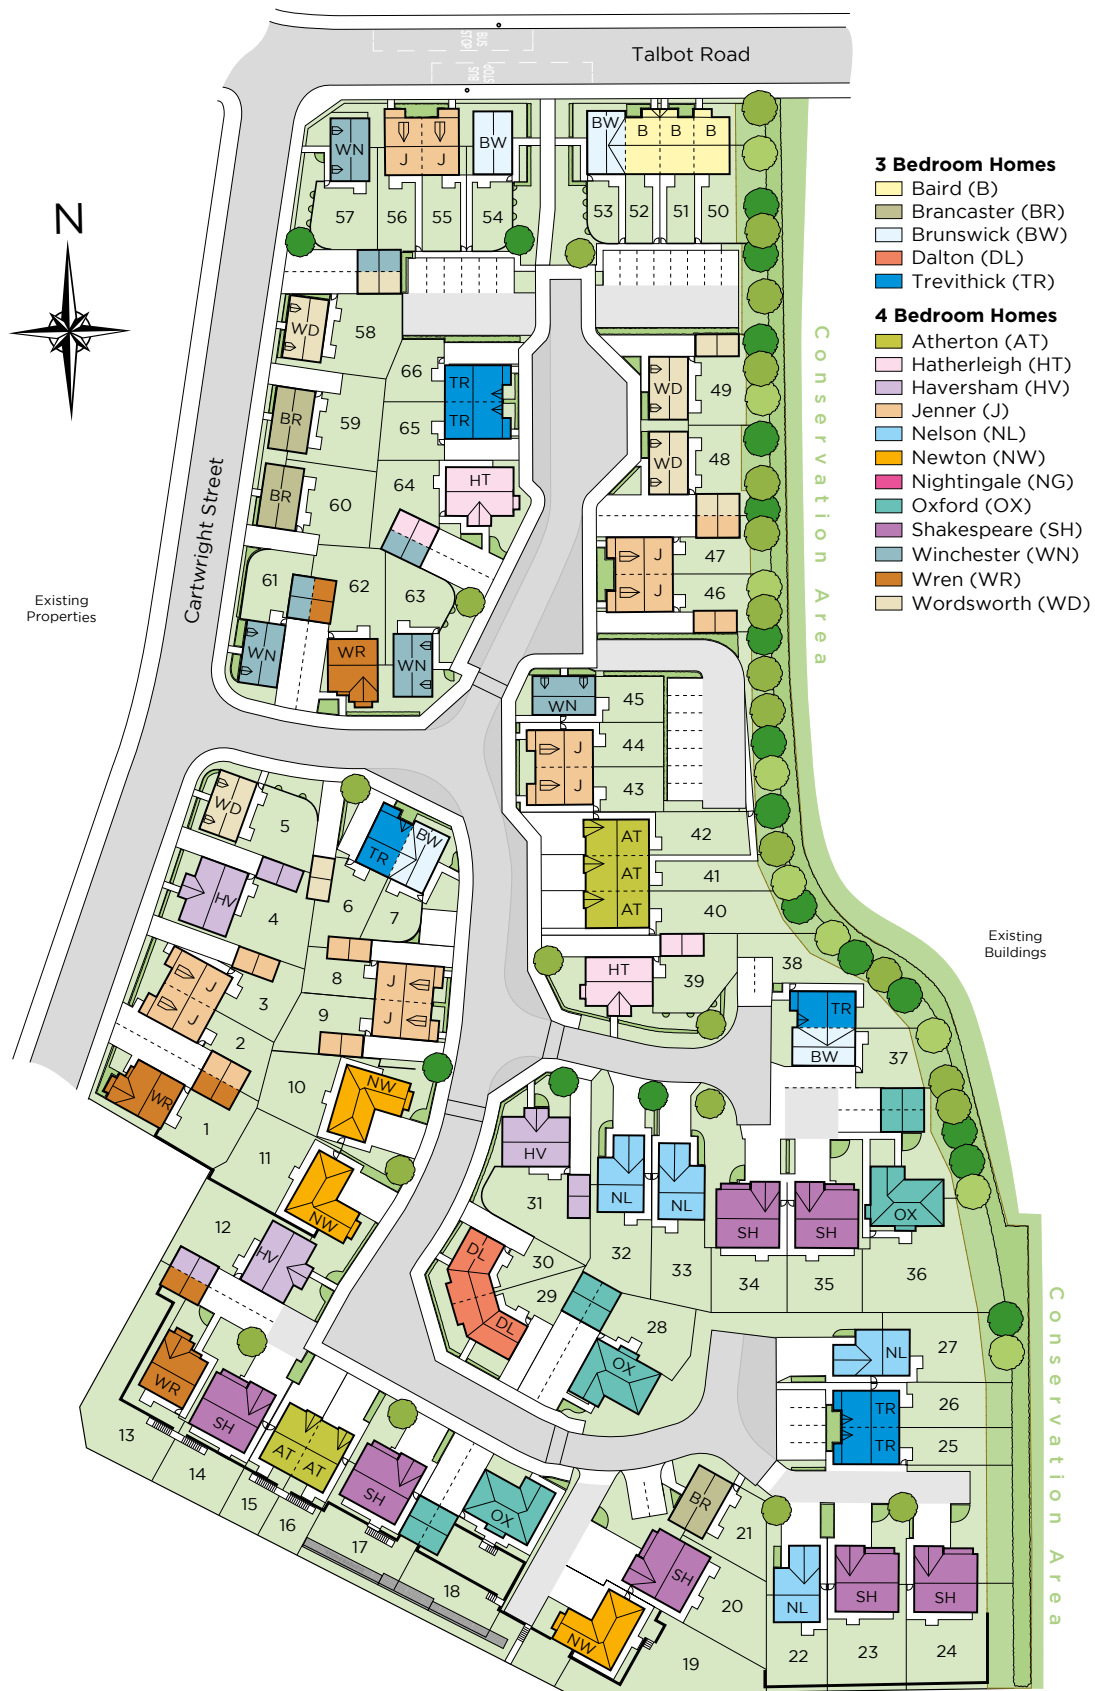 BUS
STOP
Talbot Road
BUS
STOP
WN
J
J
BW
BW
B
B
B
57
56
55
54
53
52
51
50
3 Bedroom Homes
Baird (B)
Brancaster (BR)
Brunswick (BW)
Dalton (DL)
Trevithick (TR)
4 Bedroom Homes
Atherton (AT)
Hatherleigh (HT)
Haversham (HV)
Jenner (J)
Nelson (NL)
Newton (NW)
Nightingale (NG)
Oxford (OX)
Shakespeare (SH)
Winchester (WN)
Wren (WR)
Wordsworth (WD)
N
WD
58
66
TR
TR
65
WD
49
BR
59
WD
48
Conservation Area
HT
64
BR
60
Cartwright Street
J
J
47
46
61
62
63
Existing
Properties
WN
WR
WN
WN
45
J
J
44
43
WD
5
TR
BW
AT
AT
AT
42
41
40
HV
4
6
7
J
J
3
8
J
J
9
2
HT
39
38
Existing
Buildings
TR
BW
37
WR
1
10
NW
11
NW
HV
31
NL
NL
32
33
SH
SH
34
35
OX
36
12
HV
DL
DL
30
29
28
OX
Conservation Area
NL
27
TR
TR
26
25
WR
13
SH
14
AT
AT
15
16
SH
17
OX
18
BR
21
SH
20
NW
19
NL
22
SH
23
SH
24